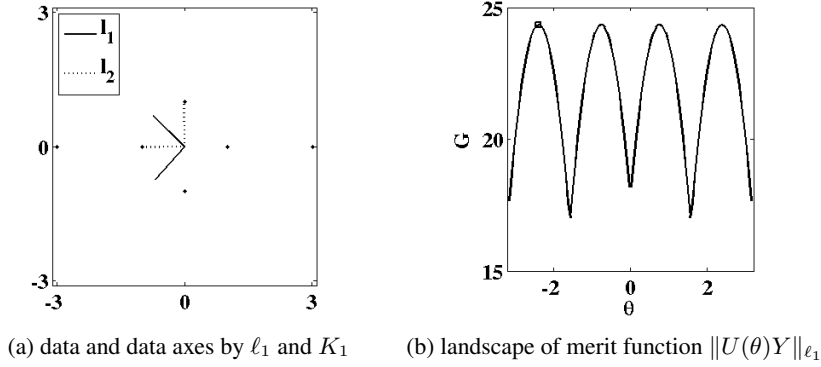 3
0
-3
-3
0
3
l₁
l₂
25
20
15
G
-2
0
2
θ
(a) data and data axes by ℓ₁ and K₁
(b) landscape of merit function ‖U(θ)Y‖ℓ₁